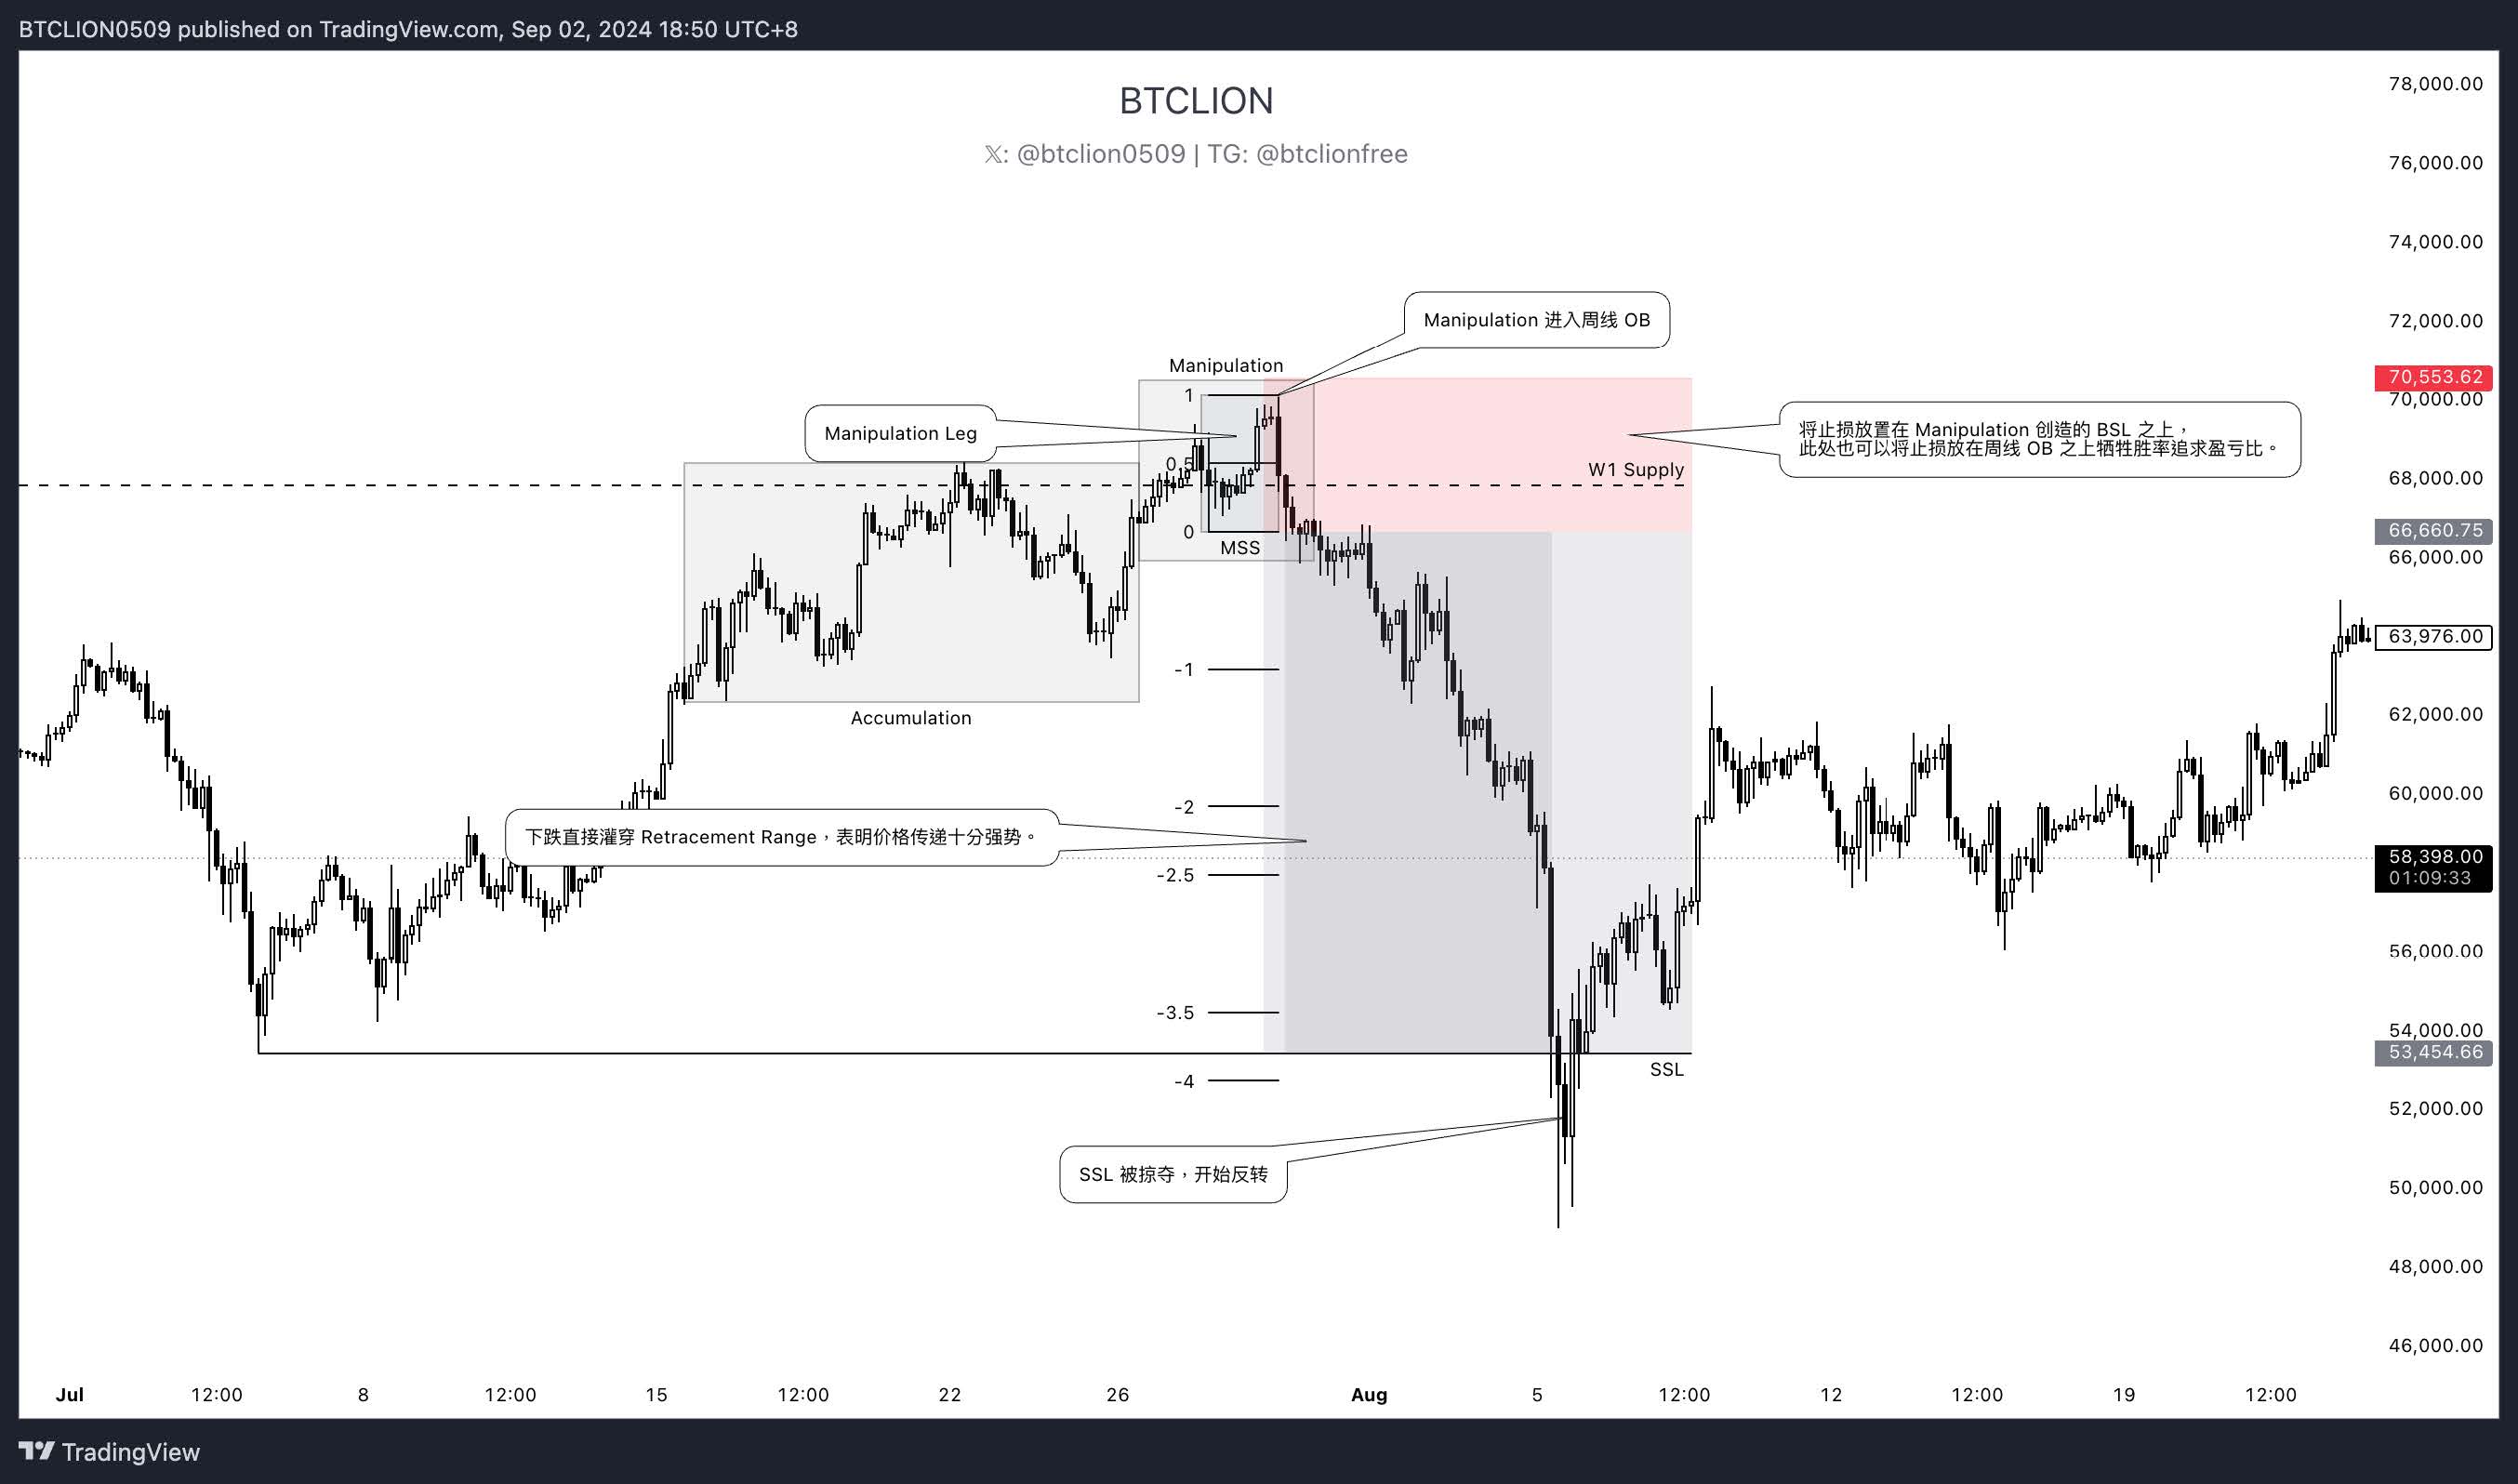 BTCLION0509 published on TradingView.com, Sep 02, 2024 18:50 UTC+8
BTCLION
𝕏: @btclion0509 | TG: @btclionfree
78,000.00
76,000.00
74,000.00
72,000.00
70,553.62
70,000.00
68,000.00
66,660.75
66,000.00
63,976.00
62,000.00
60,000.00
58,398.00
01:09:33
56,000.00
54,000.00
53,454.66
52,000.00
50,000.00
48,000.00
46,000.00
Manipulation 进入周线 OB
Manipulation
1
Manipulation Leg
将止损放置在 Manipulation 创造的 BSL 之上，
此处也可以将止损放在周线 OB 之上牺牲胜率追求盈亏比。
0.5
W1 Supply
0
MSS
-1
Accumulation
-2
下跌直接灌穿 Retracement Range，表明价格传递十分强势。
-2.5
-3.5
SSL
-4
SSL 被掠夺，开始反转
Jul
12:00
8
12:00
15
12:00
22
26
Aug
5
12:00
12
12:00
19
12:00
TradingView